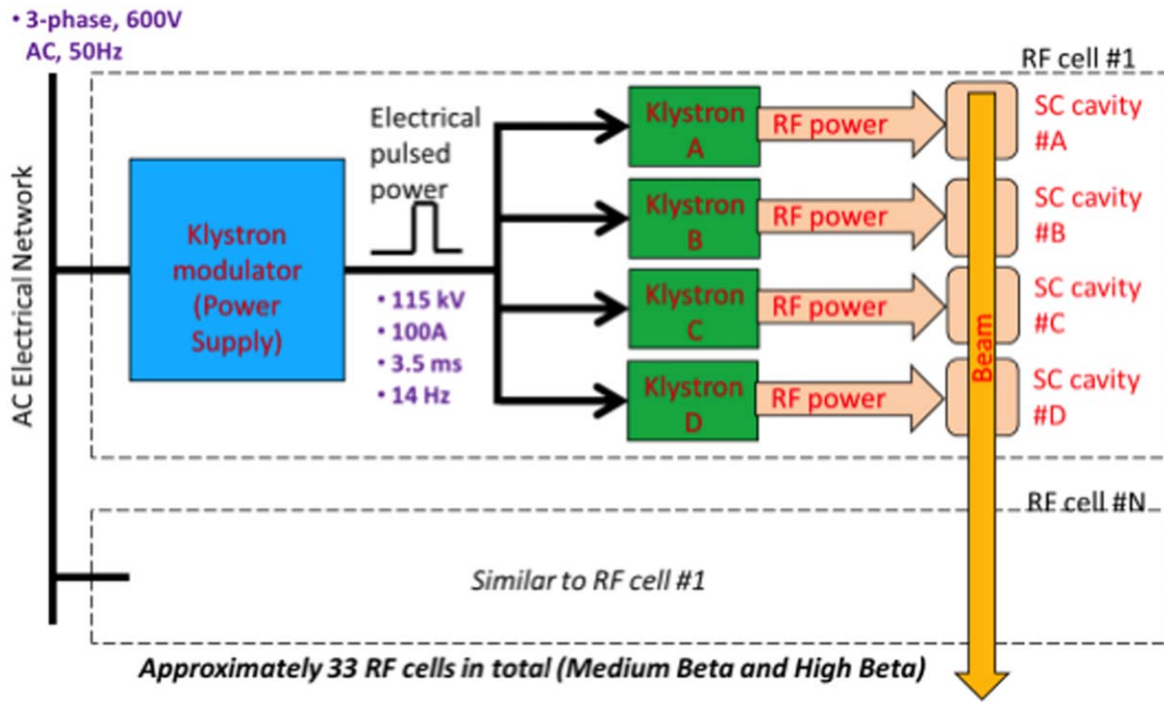 • 3-phase, 600V
AC, 50Hz
RF cell #1
AC Electrical Network
Klystron
modulator
(Power
Supply)
Electrical
pulsed
power
• 115 kV
• 100A
• 3.5 ms
• 14 Hz
Klystron
A
RF power
SC cavity
#A
Klystron
B
RF power
SC cavity
#B
Klystron
C
RF power
SC cavity
#C
Klystron
D
RF power
SC cavity
#D
Beam
RF cell #N
Similar to RF cell #1
Approximately 33 RF cells in total (Medium Beta and High Beta)